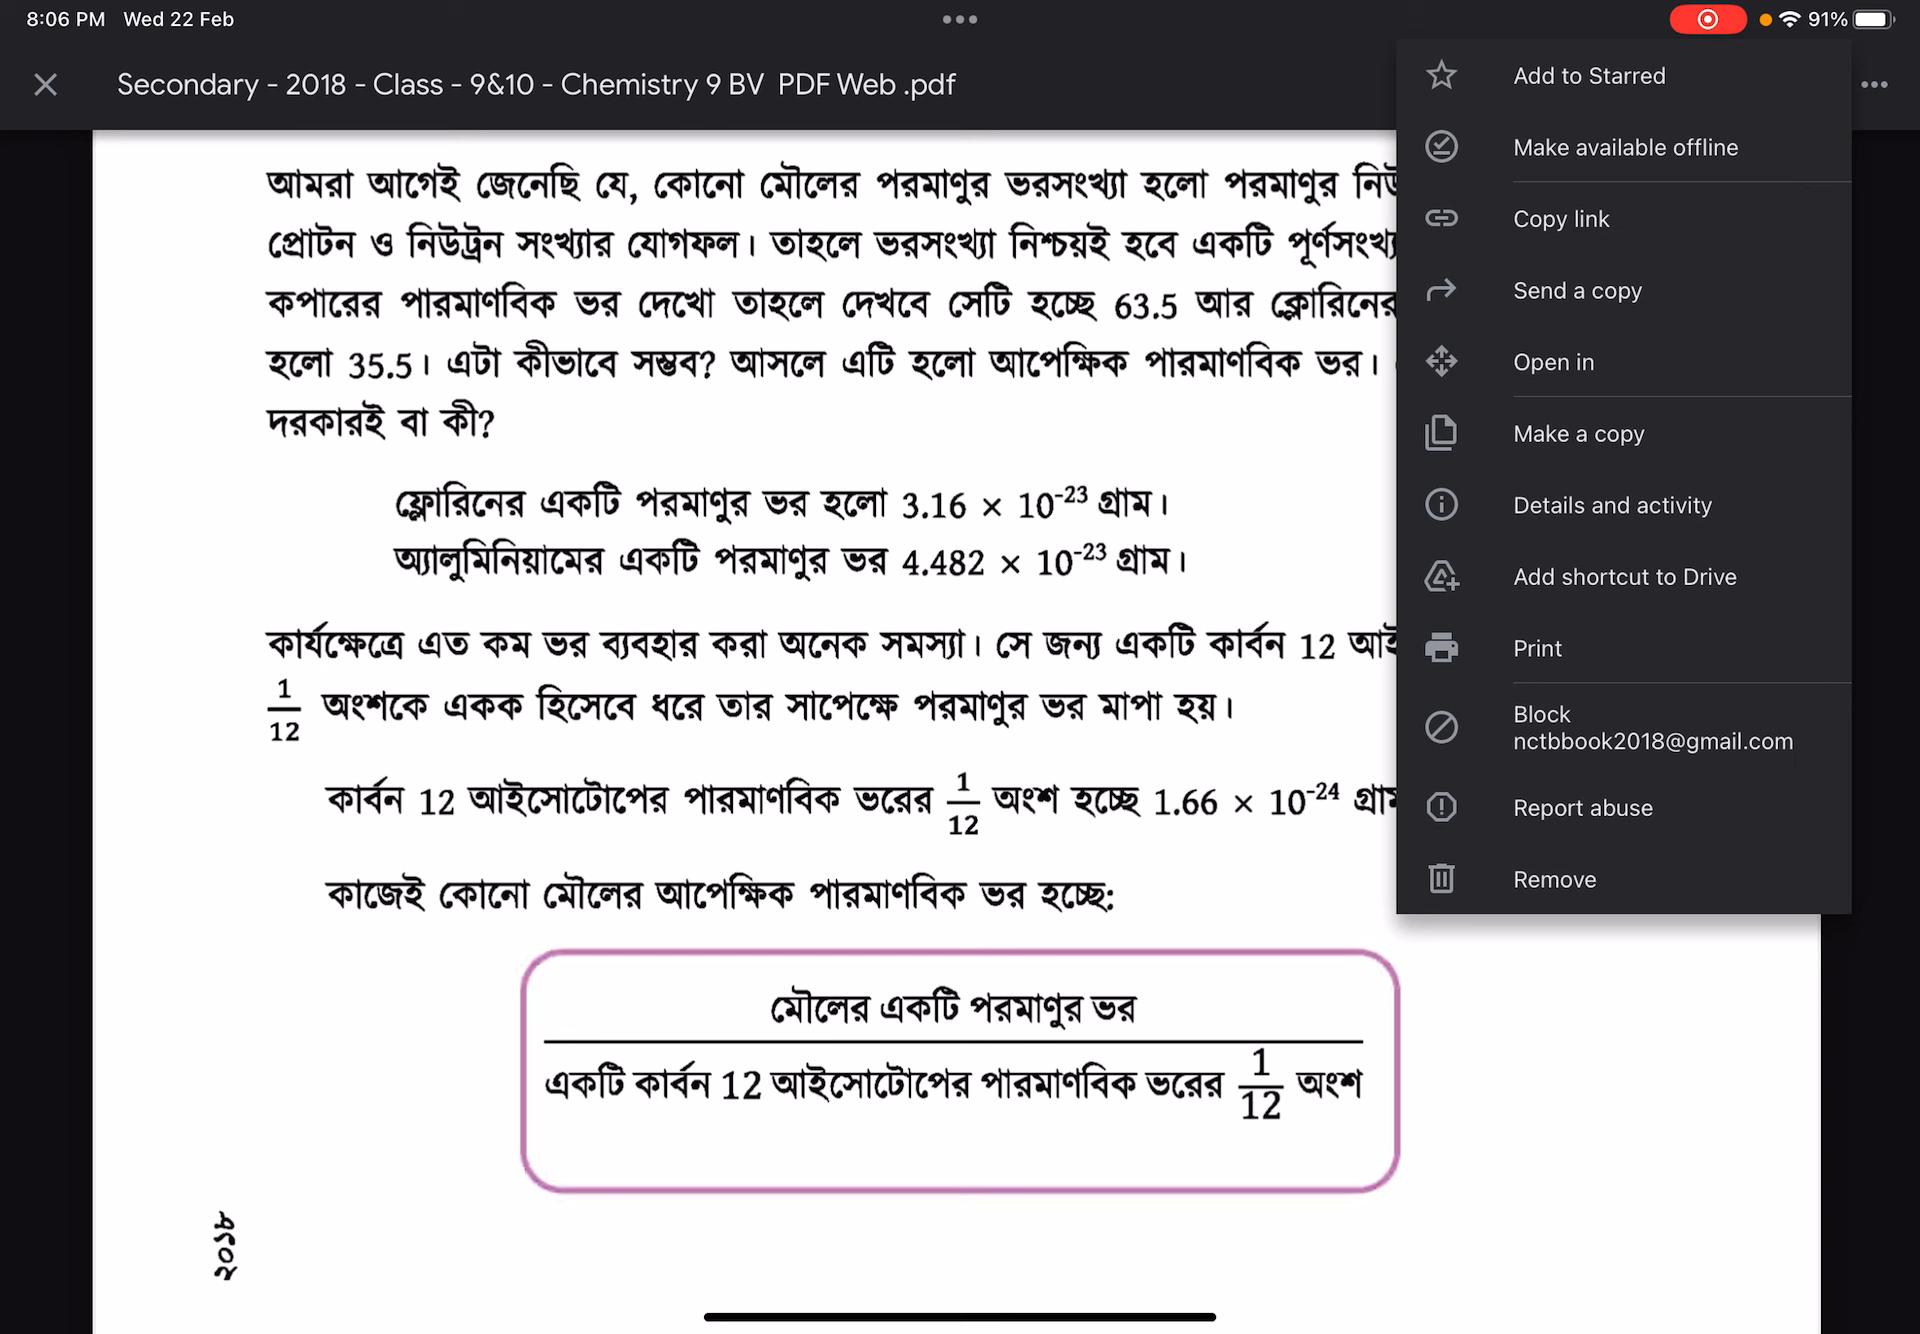 8:06 PM Wed 22 Feb
91%
Secondary - 2018 - Class - 9&10 - Chemistry 9 BV PDF Web .pdf
আমরা আগেই জেনেছি যে, কোনো মৌলের পরমাণুর ভরসংখ্যা হলো পরমাণুর
প্রোটন ও নিউট্রন সংখ্যার যোগফল। তাহলে ভরসংখ্যা নিশ্চয়ই হবে একটি
কপারের পারমাণবিক ভর দেখো তাহলে দেখবে সেটি হচ্ছে 63.5 আর ক্লোরিনের
হলো 35.5। এটা কীভাবে সম্ভব? আসলে এটি হলো আপেক্ষিক পারমাণবিক ভর।
দরকারই বা কী?
ফ্লোরিনের একটি পরমাণুর ভর হলো 3.16 × 10⁻²³ গ্রাম।
অ্যালুমিনিয়ামের একটি পরমাণুর ভর 4.482 × 10⁻²³ গ্রাম।
কার্যক্ষেত্রে এত কম ভর ব্যবহার করা অনেক সমস্যা। সে জন্য একটি কার্বন 12
1/12 অংশকে একক হিসেবে ধরে তার সাপেক্ষে পরমাণুর ভর মাপা হয়।
কার্বন 12 আইসোটোপের পারমাণবিক ভরের 1/12 অংশ হচ্ছে 1.66 × 10⁻²⁴
কাজেই কোনো মৌলের আপেক্ষিক পারমাণবিক ভর হচ্ছে:
মৌলের একটি পরমাণুর ভর
একটি কার্বন 12 আইসোটোপের পারমাণবিক ভরের 1/12 অংশ
২০১৮
Add to Starred
Make available offline
Copy link
Send a copy
Open in
Make a copy
Details and activity
Add shortcut to Drive
Print
Block
nctbbook2018@gmail.com
Report abuse
Remove